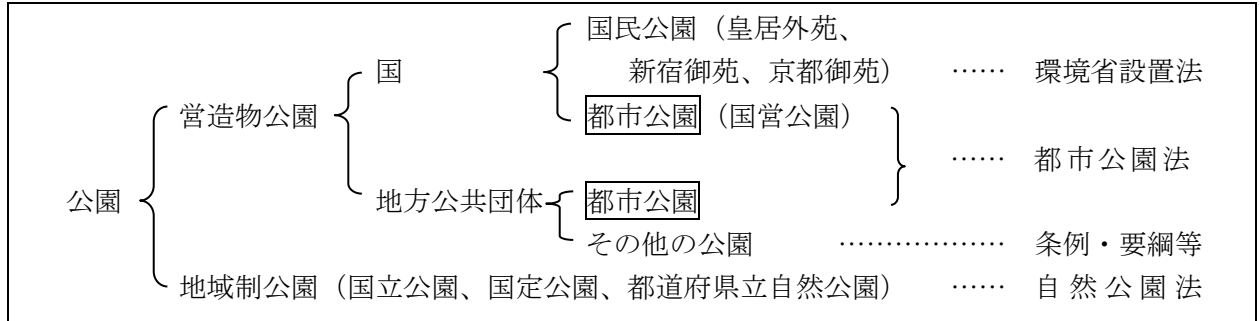 国民公園（皇居外苑、
国 新宿御苑、京都御苑） …… 環境省設置法
営造物公園 都市公園（国営公園）
…… 都市公園法
公園 地方公共団体 都市公園
その他の公園 ……………… 条例・要綱等
地域制公園（国立公園、国定公園、都道府県立自然公園） …… 自然公園法